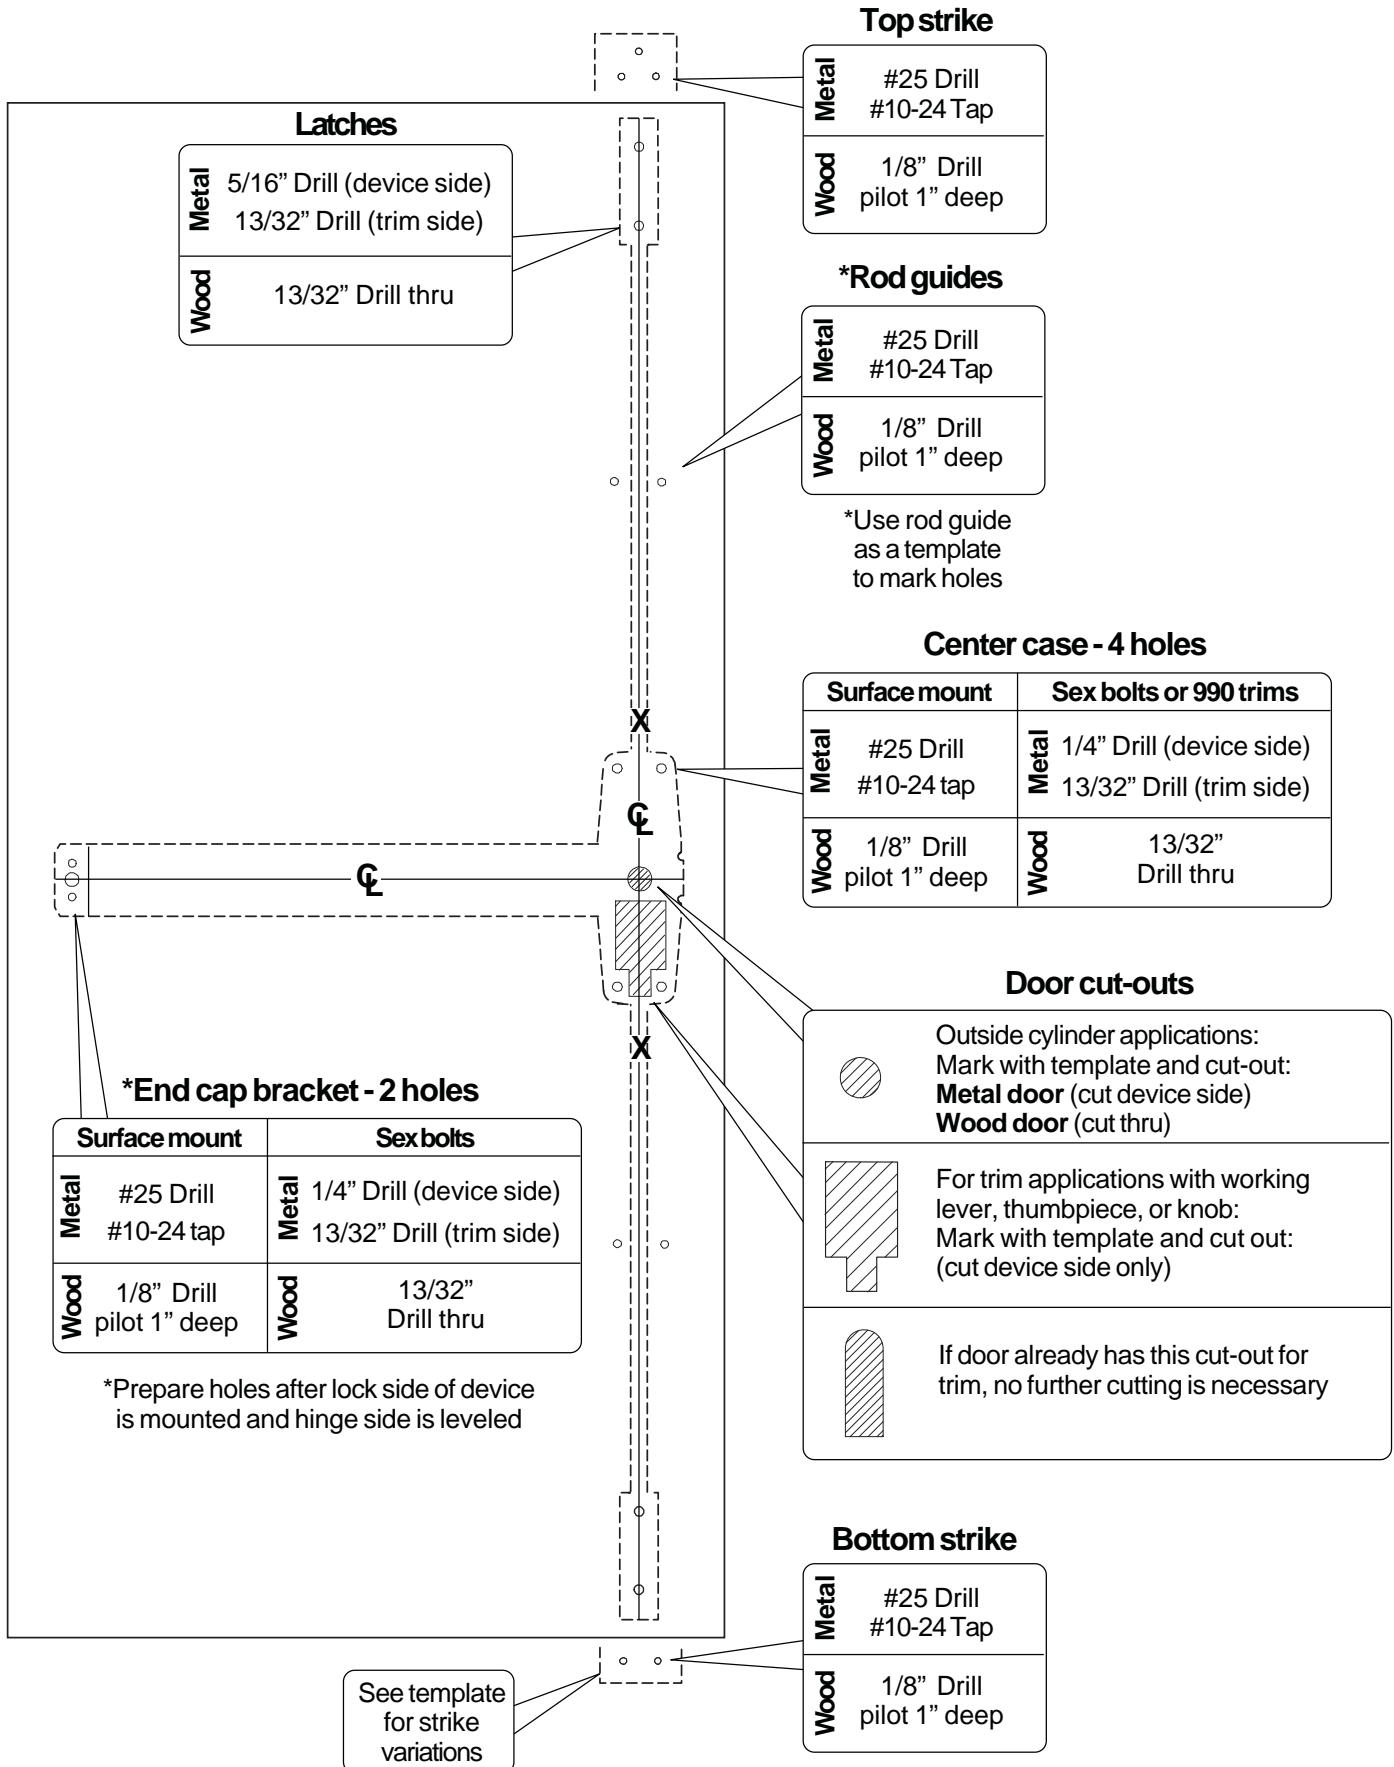 Top strike
Metal
#25 Drill
#10-24 Tap
Wood
1/8” Drill
pilot 1” deep
Latches
Metal
5/16” Drill (device side)
13/32” Drill (trim side)
Wood
13/32” Drill thru
*Rod guides
Metal
#25 Drill
#10-24 Tap
Wood
1/8” Drill
pilot 1” deep
*Use rod guide
as a template
to mark holes
Center case - 4 holes
Surface mount
Metal
#25 Drill
#10-24 tap
Wood
1/8” Drill
pilot 1” deep
Sex bolts or 990 trims
Metal
1/4” Drill (device side)
13/32” Drill (trim side)
Wood
13/32”
Drill thru
X
℄
℄
X
Door cut-outs
Outside cylinder applications:
Mark with template and cut-out:
Metal door (cut device side)
Wood door (cut thru)
For trim applications with working
lever, thumbpiece, or knob:
Mark with template and cut out:
(cut device side only)
If door already has this cut-out for
trim, no further cutting is necessary
*End cap bracket - 2 holes
Surface mount
Metal
#25 Drill
#10-24 tap
Wood
1/8” Drill
pilot 1” deep
Sex bolts
Metal
1/4” Drill (device side)
13/32” Drill (trim side)
Wood
13/32”
Drill thru
*Prepare holes after lock side of device
is mounted and hinge side is leveled
Bottom strike
Metal
#25 Drill
#10-24 Tap
Wood
1/8” Drill
pilot 1” deep
See template
for strike
variations